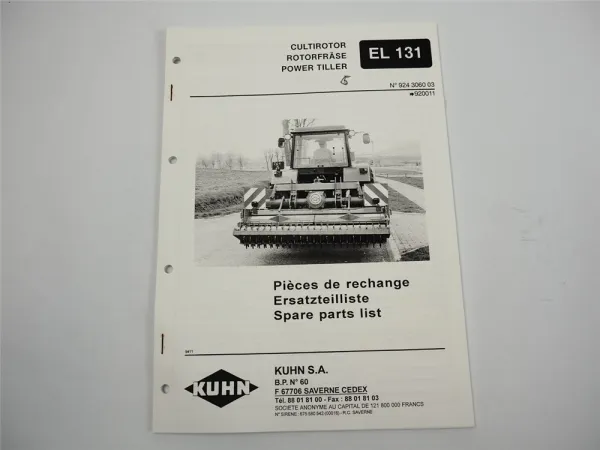 CULTIROTOR
ROTORFRÄSE
POWER TILLER
EL 131
N° 924 3060 03
920011
Pièces de rechange
Ersatzteilliste
Spare parts list
KUHN
KUHN S.A.
B.P. N° 60
F 67706 SAVERNE CEDEX
Tél. 88 01 81 00 - Fax : 88 01 81 03
SOCIETE ANONYME AU CAPITAL DE 121 800 000 FRANCS